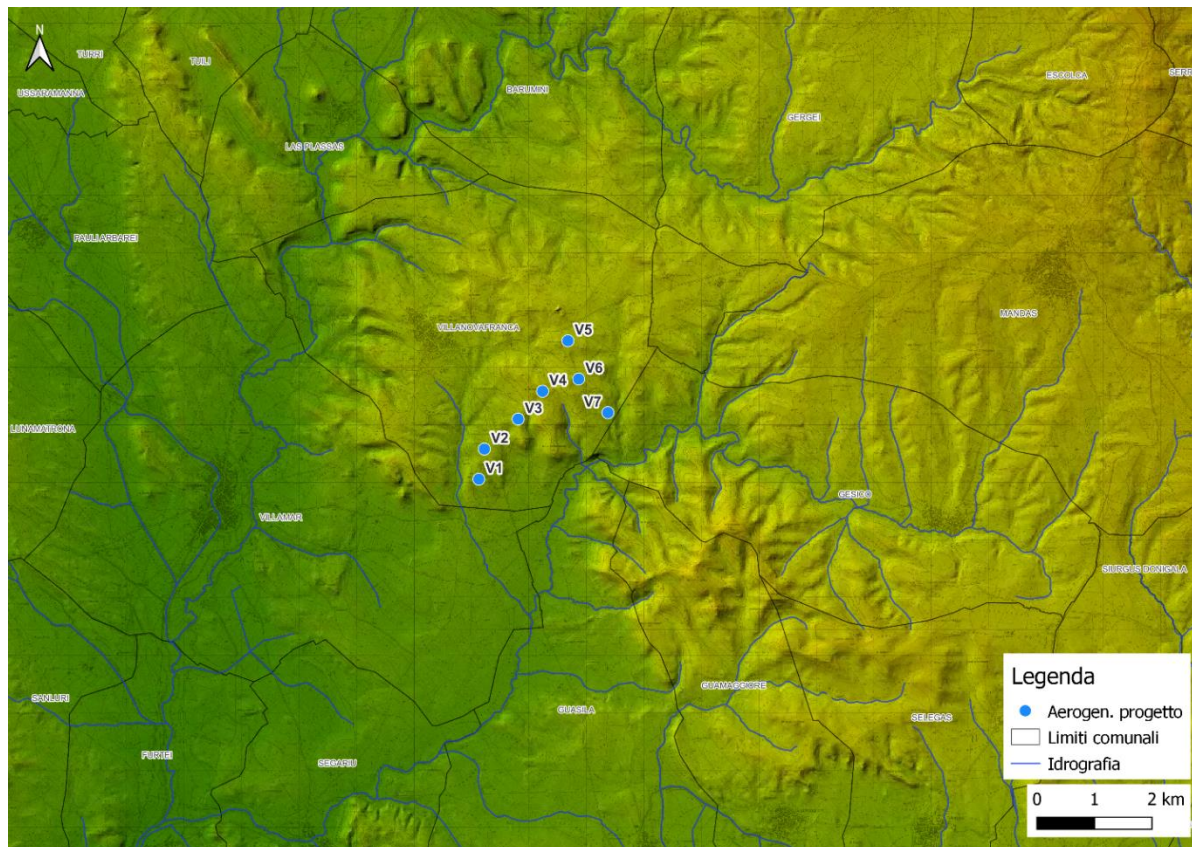 N
TURRI
TUILI
USSARAMANNA
BARUMINI
ESCOLCA
SERR
GERGEI
LAS PLASSAS
PAULI ARBAREI
MANDAS
VILLANOVAFRANCA
V5
V6
V4
V7
V3
LUNAMATRONA
V2
V1
GESICO
VILLAMAR
SIURGUS DONIGALA
GUAMAGGIORE
SANLURI
GUASILA
SELEGAS
FURTEI
SEGARIU
Legenda
Aerogen. progetto
Limiti comunali
Idrografia
0 1 2 km